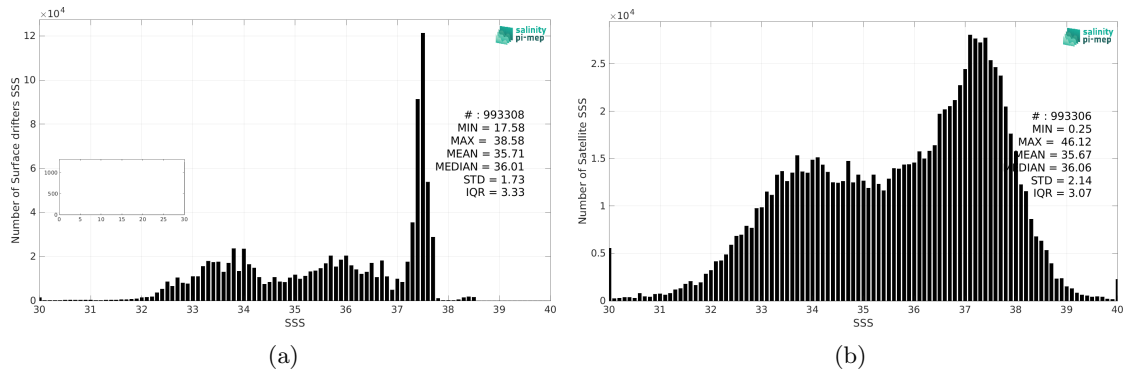 ×10⁴
12
10
8
6
4
2
0
Number of Surface drifters SSS
30 31 32 33 34 35 36 37 38 39 40
SSS
salinity
pi-mep
# : 993308
MIN = 17.58
MAX = 38.58
MEAN = 35.71
MEDIAN = 36.01
STD = 1.73
IQR = 3.33
1000
500
0
0 5 10 15 20 25 30
(a)
×10⁴
2.5
2
1.5
1
0.5
0
Number of Satellite SSS
30 31 32 33 34 35 36 37 38 39 40
SSS
salinity
pi-mep
# : 993306
MIN = 0.25
MAX = 46.12
MEAN = 35.67
MEDIAN = 36.06
STD = 2.14
IQR = 3.07
(b)